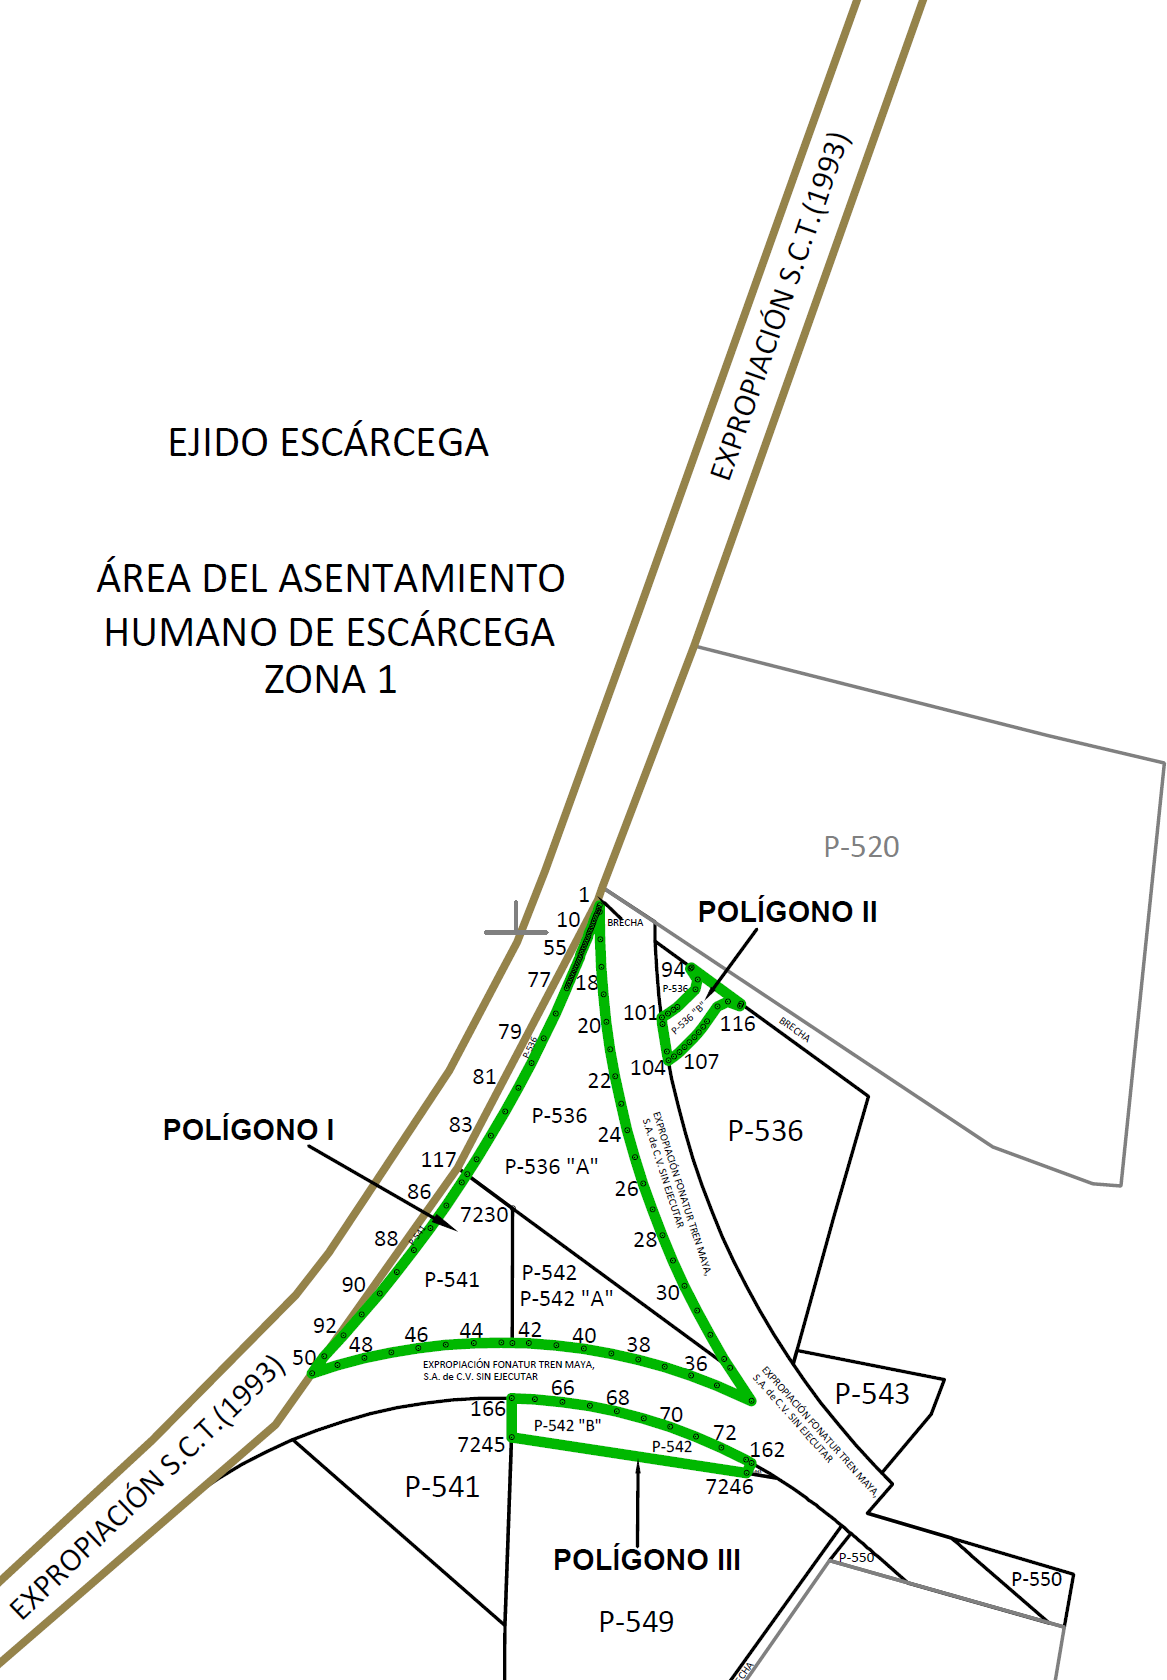 EXPROPIACIÓN S.C.T.(1993)
EJIDO ESCÁRCEGA
ÁREA DEL ASENTAMIENTO
HUMANO DE ESCÁRCEGA
ZONA 1
P-520
1
POLÍGONO II
10
BRECHA
55
94
77
18
P-536
101
P-536 "B"
20
116
BRECHA
79
P-536
104
107
81
22
P-536
P-536
POLÍGONO I
83
24
EXPROPIACIÓN FONATUR TREN MAYA,
S.A. de C.V. SIN EJECUTAR
117
P-536 "A"
86
26
7230
88
P-541
28
P-541
P-542
P-542 "A"
90
30
92
48
46
44
42
40
38
50
36
EXPROPIACIÓN FONATUR TREN MAYA,
S.A. de C.V. SIN EJECUTAR
EXPROPIACIÓN FONATUR TREN MAYA,
S.A. de C.V. SIN EJECUTAR
P-543
66
68
166
70
P-542 "B"
72
7245
P-542
162
P-541
7246
EXPROPIACIÓN S.C.T.(1993)
POLÍGONO III
P-550
P-550
P-549